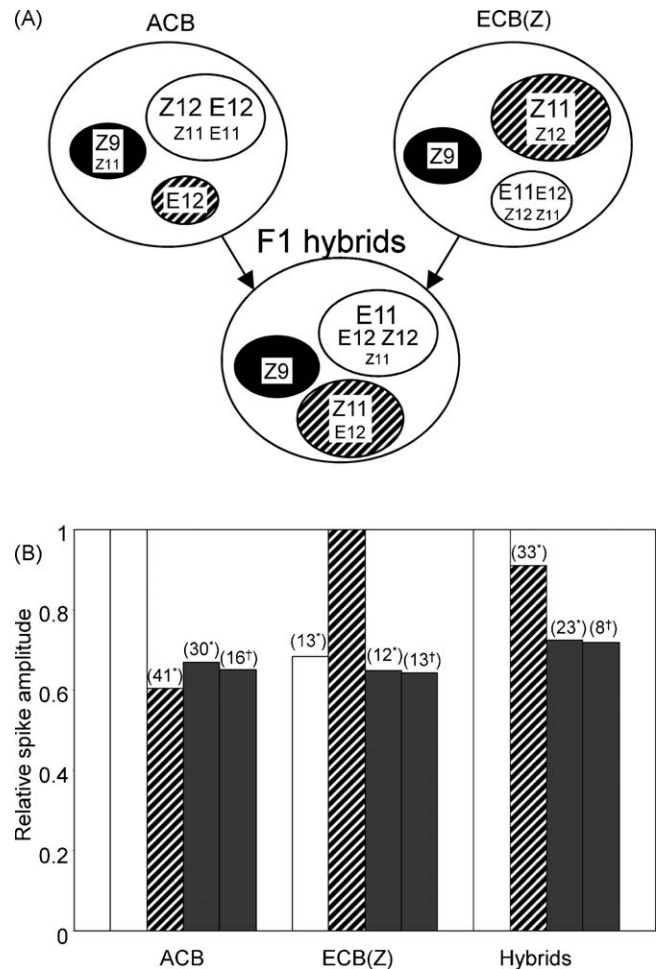 (A)
ACB
ECB(Z)
Z12 E12
Z11 E11
Z9
Z11
E12
Z11
Z12
Z9
E11 E12
Z12 Z11
F1 hybrids
E11
E12 Z12
Z11
Z9
Z11
E12
(B)
Relative spike amplitude
1
0.8
0.6
0.4
0.2
0
(41*)
(30*)
(16†)
(13*)
(12*)
(13†)
(33*)
(23*)
(8†)
ACB
ECB(Z)
Hybrids